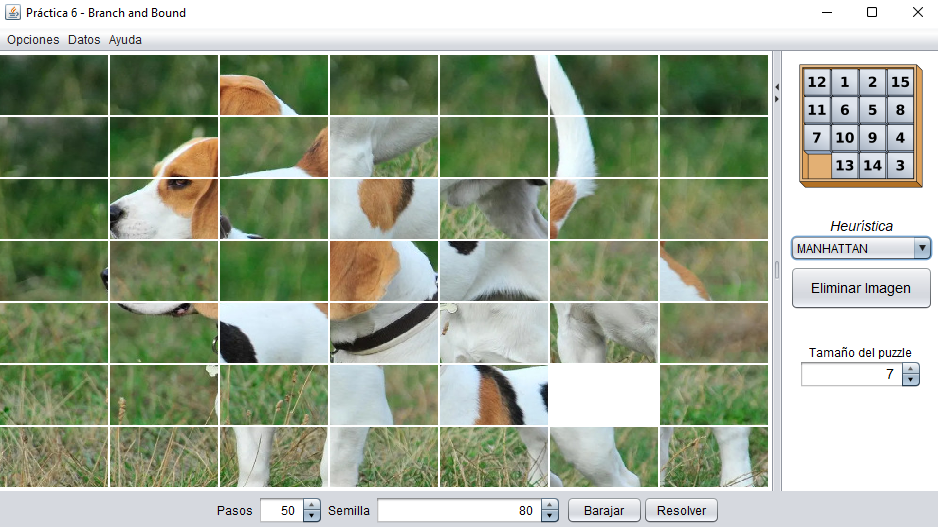 Práctica 6 - Branch and Bound
Opciones Datos Ayuda
12 1 2 15
11 6 5 8
7 10 9 4
13 14 3
Heurística
MANHATTAN
Eliminar Imagen
Tamaño del puzzle
7
Pasos 50 Semilla 80 Barajar Resolver